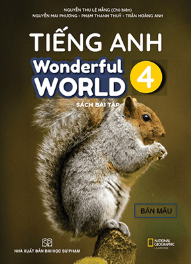 NGUYỄN THU LỆ HẰNG (Chủ biên)
NGUYỄN MAI PHƯƠNG - PHẠM THANH THUỶ - TRẦN HOÀNG ANH
TIẾNG ANH
Wonderful
WORLD 4
SÁCH BÀI TẬP
BẢN MẪU
NHÀ XUẤT BẢN ĐẠI HỌC SƯ PHẠM
NATIONAL
GEOGRAPHIC